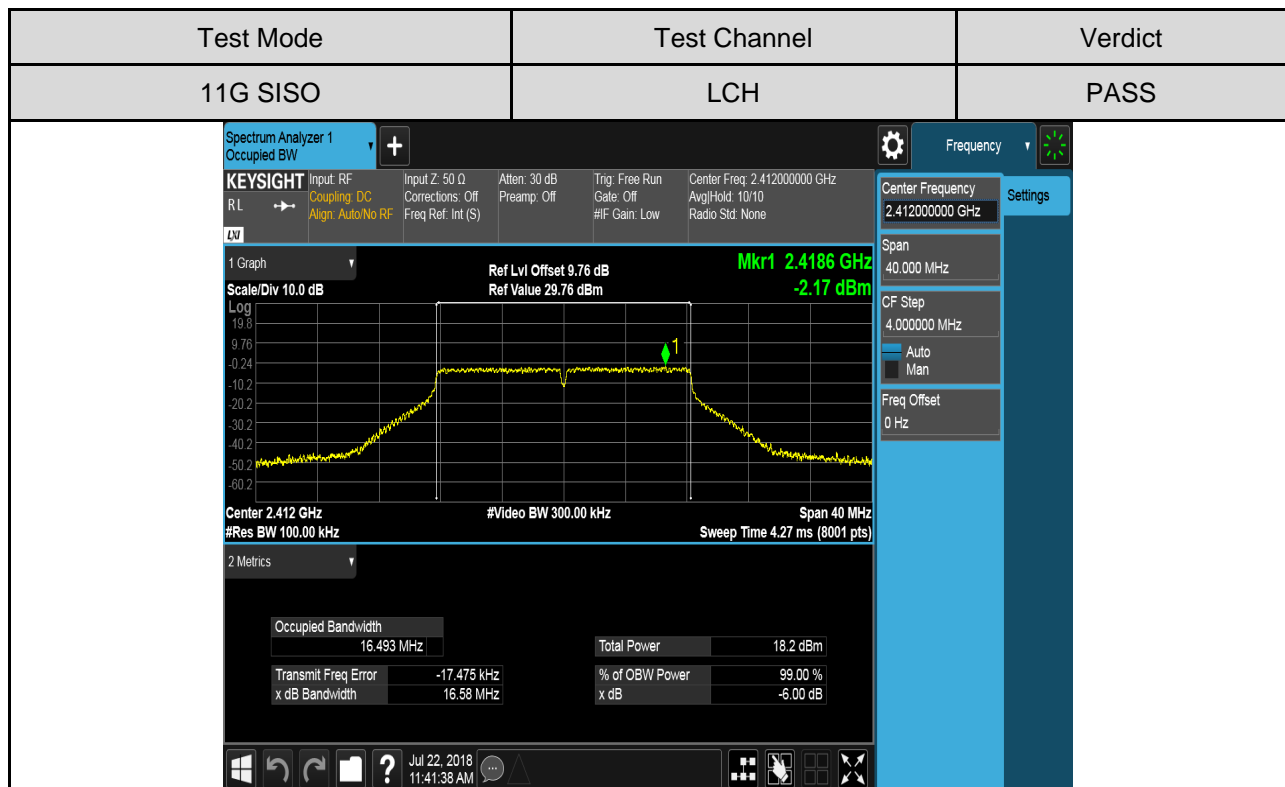 Test Mode Test Channel Verdict
11G SISO LCH PASS
Spectrum Analyzer 1
Occupied BW
+
Frequency
KEYSIGHT Input: RF Input Z: 50 Ω Atten: 30 dB Trig: Free Run Center Freq: 2.412000000 GHz
R L Coupling: DC Corrections: Off Preamp: Off Gate: Off Avg|Hold: 10/10
Align: Auto/No RF Freq Ref: Int (S) #IF Gain: Low Radio Std: None
LXI
Center Frequency
2.412000000 GHz
Settings
Span
40.000 MHz
CF Step
4.000000 MHz
Auto
Man
Freq Offset
0 Hz
1 Graph
Scale/Div 10.0 dB
Ref Lvl Offset 9.76 dB
Ref Value 29.76 dBm
Mkr1 2.4186 GHz
-2.17 dBm
Log
19.8
9.76
-0.24
-10.2
-20.2
-30.2
-40.2
-50.2
-60.2
1
Center 2.412 GHz #Video BW 300.00 kHz Span 40 MHz
#Res BW 100.00 kHz Sweep Time 4.27 ms (8001 pts)
2 Metrics
Occupied Bandwidth
16.493 MHz
Total Power 18.2 dBm
Transmit Freq Error -17.475 kHz % of OBW Power 99.00 %
x dB Bandwidth 16.58 MHz x dB -6.00 dB
?
Jul 22, 2018
11:41:38 AM